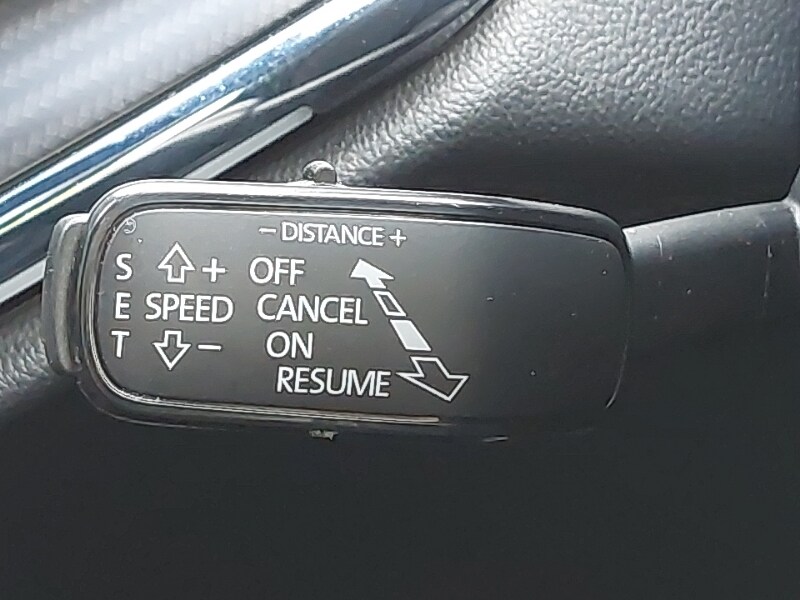 - DISTANCE +
S + OFF
E SPEED CANCEL
T - ON
RESUME